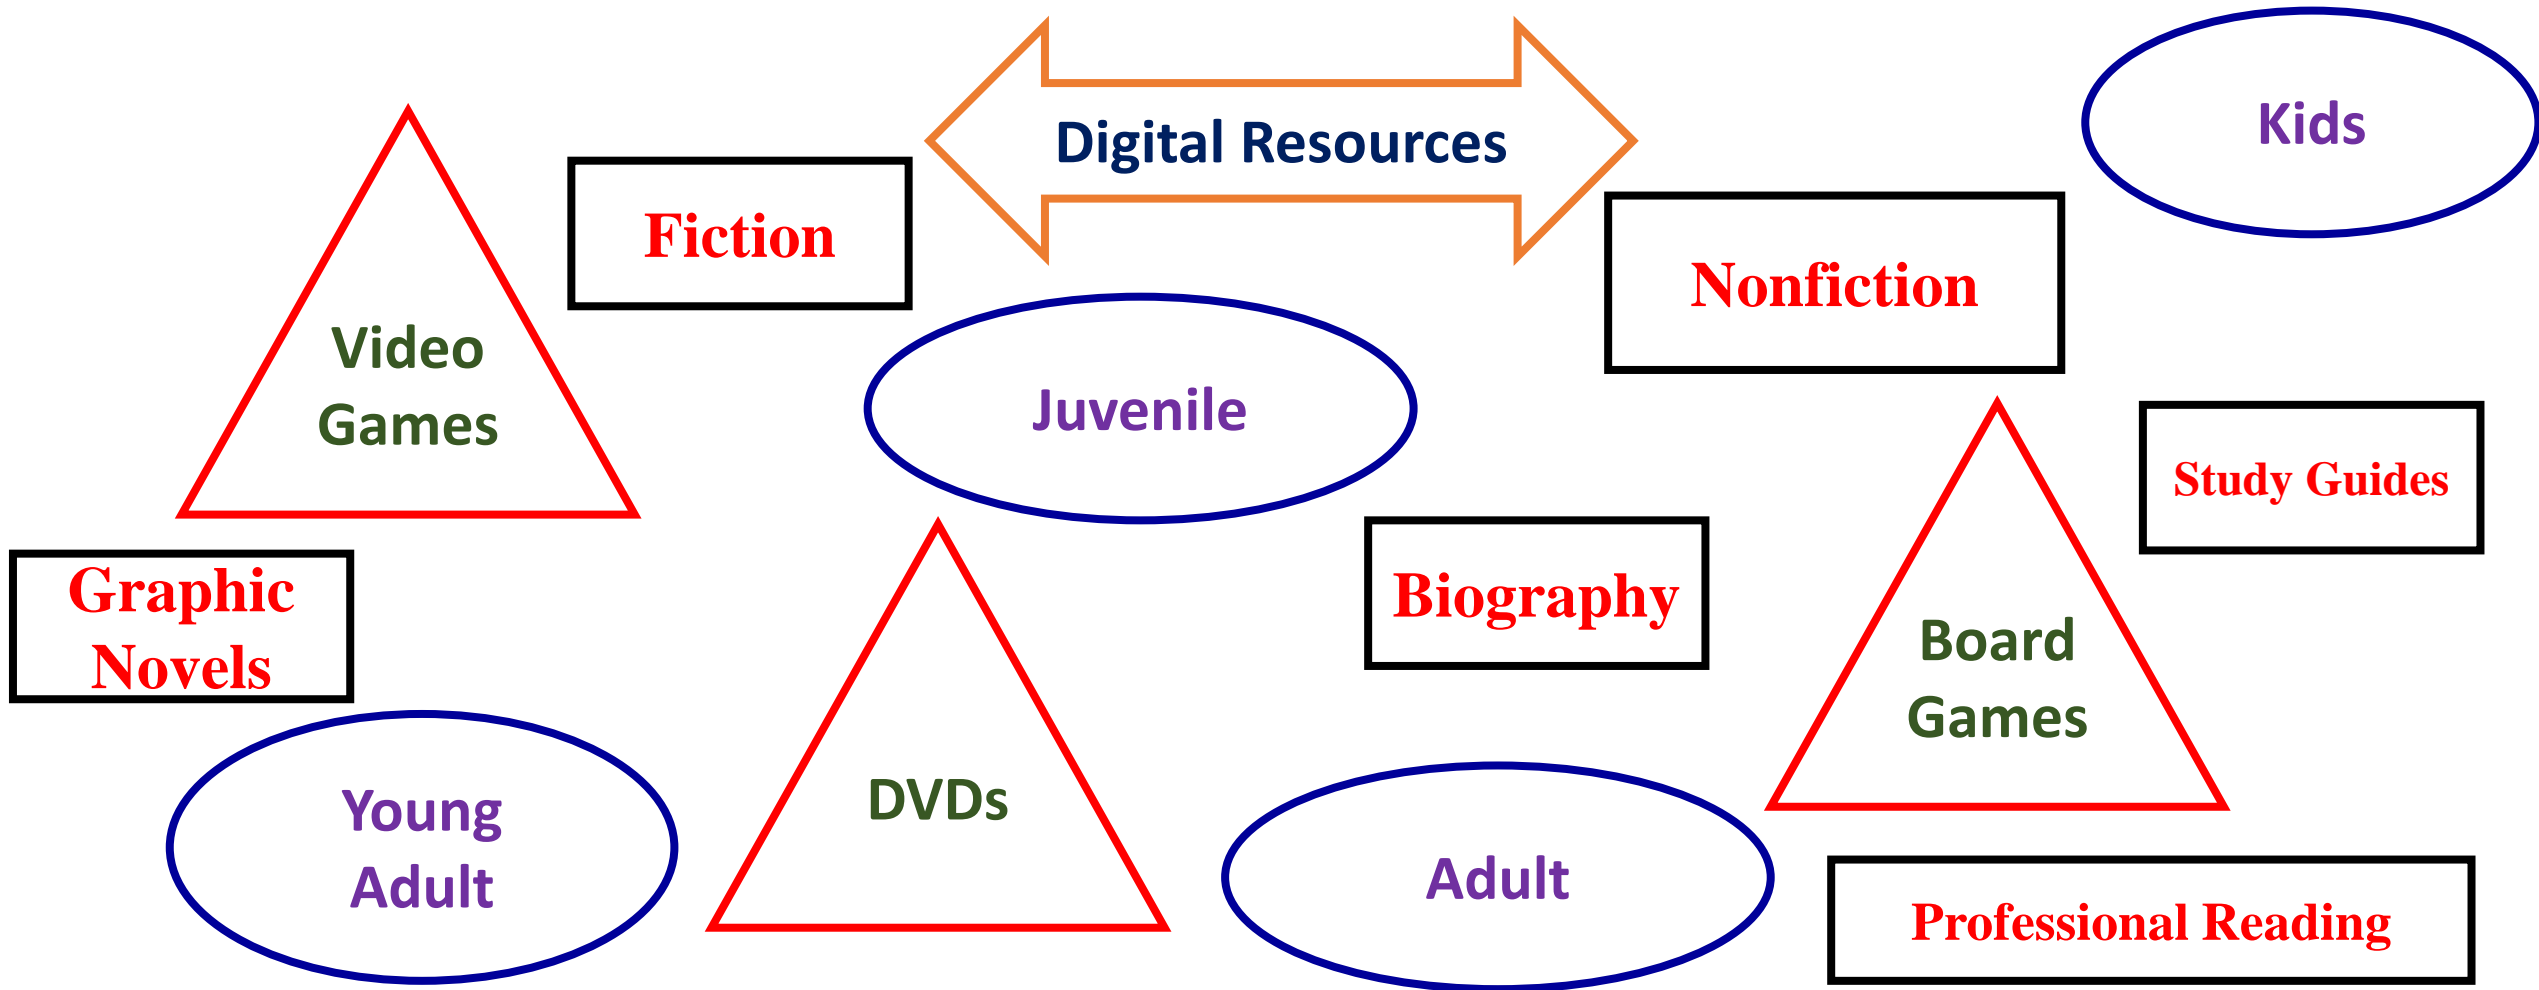 Digital Resources
Kids
Fiction
Nonfiction
Video
Games
Juvenile
Study Guides
Graphic
Novels
Biography
Board
Games
Young
Adult
DVDs
Adult
Professional Reading